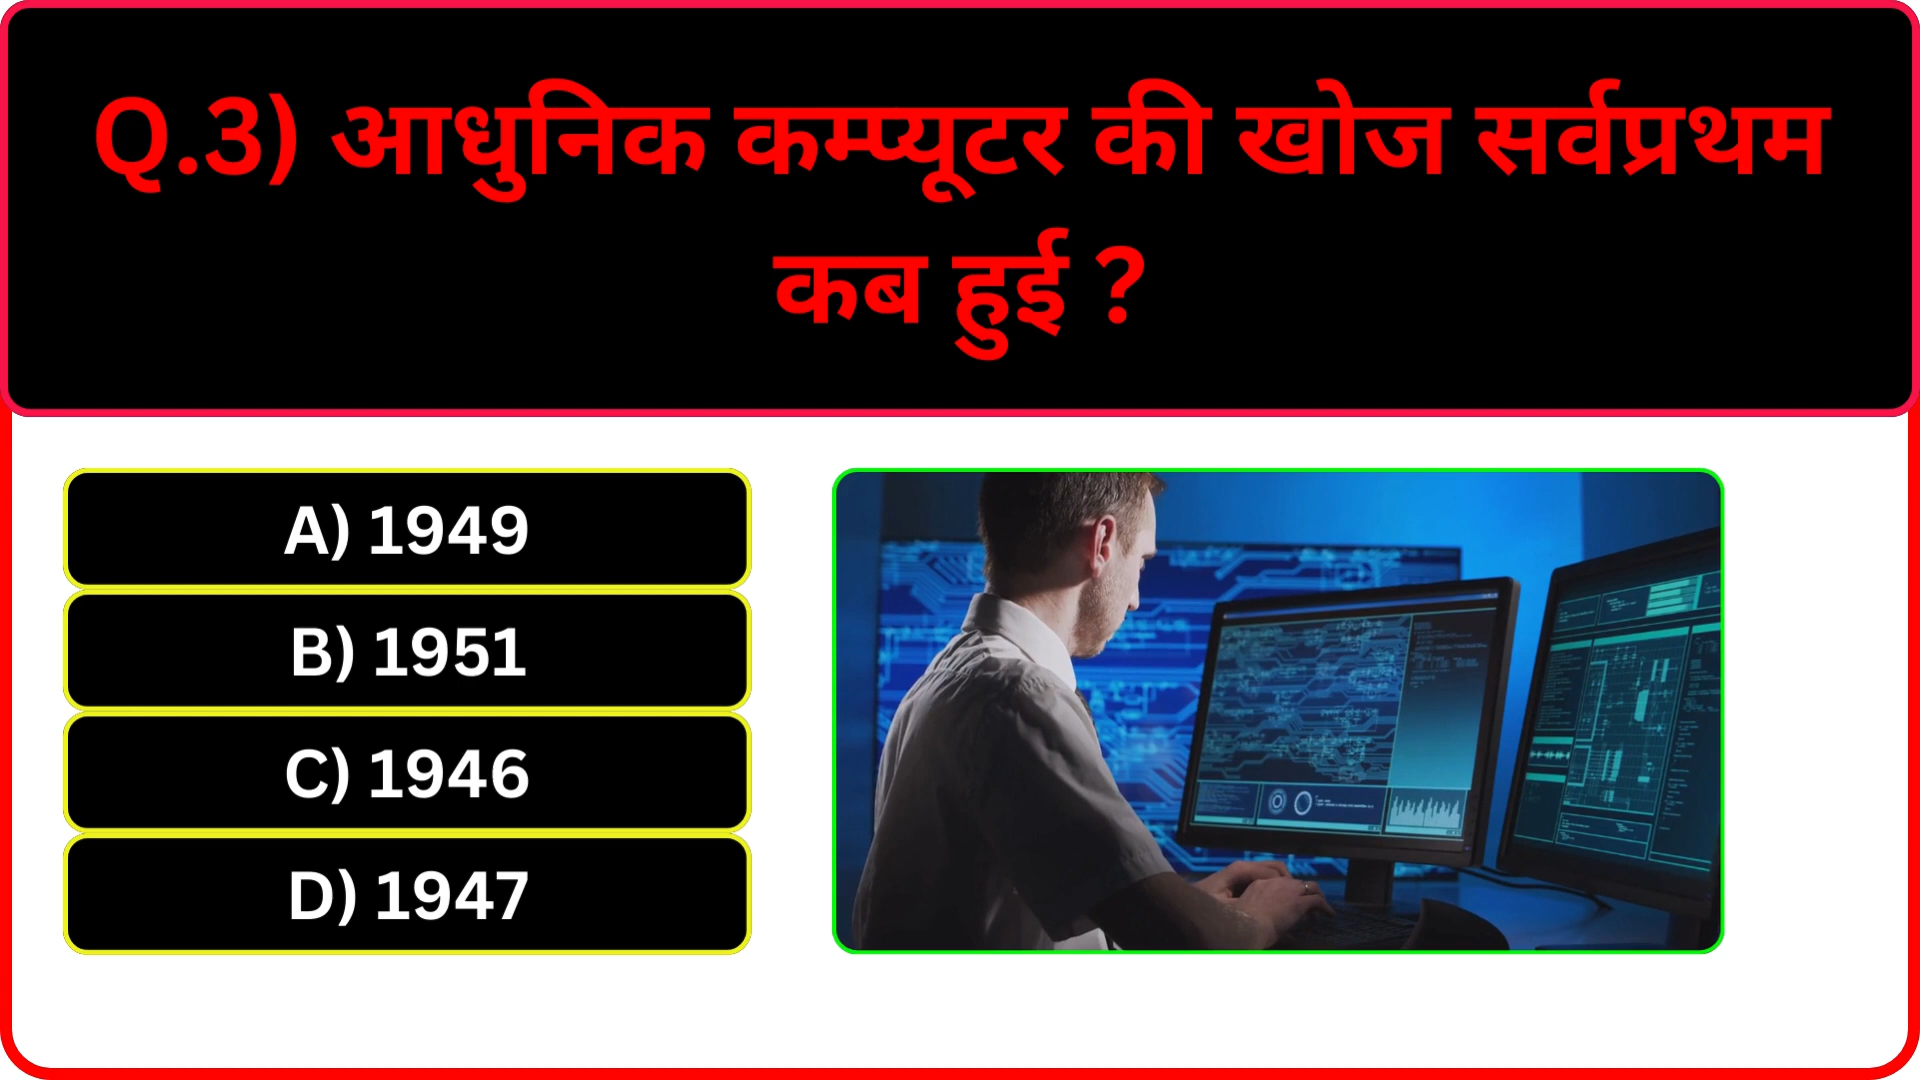 Q.3) आधुनिक कम्प्यूटर की खोज सर्वप्रथम
कब हुई ?
A) 1949
B) 1951
C) 1946
D) 1947